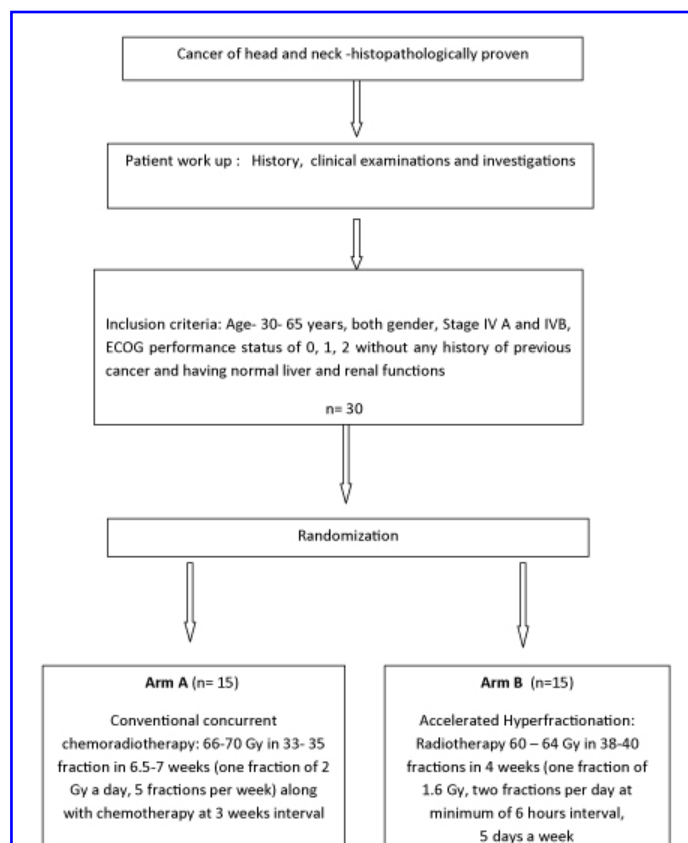 Cancer of head and neck -histopathologically proven
Patient work up :  History,  clinical examinations and investigations
Inclusion criteria: Age- 30- 65 years, both gender, Stage IV A and IVB,
ECOG performance status of 0, 1, 2 without any history of previous
cancer and having normal liver and renal functions
n= 30
Randomization
Arm A (n= 15)
Conventional concurrent
chemoradiotherapy: 66-70 Gy in 33- 35
fraction in 6.5-7 weeks (one fraction of 2
Gy a day, 5 fractions per week) along
with chemotherapy at 3 weeks interval
Arm B  (n=15)
Accelerated Hyperfractionation:
Radiotherapy 60 – 64 Gy in 38-40
fractions in 4 weeks (one fraction of
1.6 Gy, two fractions per day at
minimum of 6 hours interval,
5 days a week